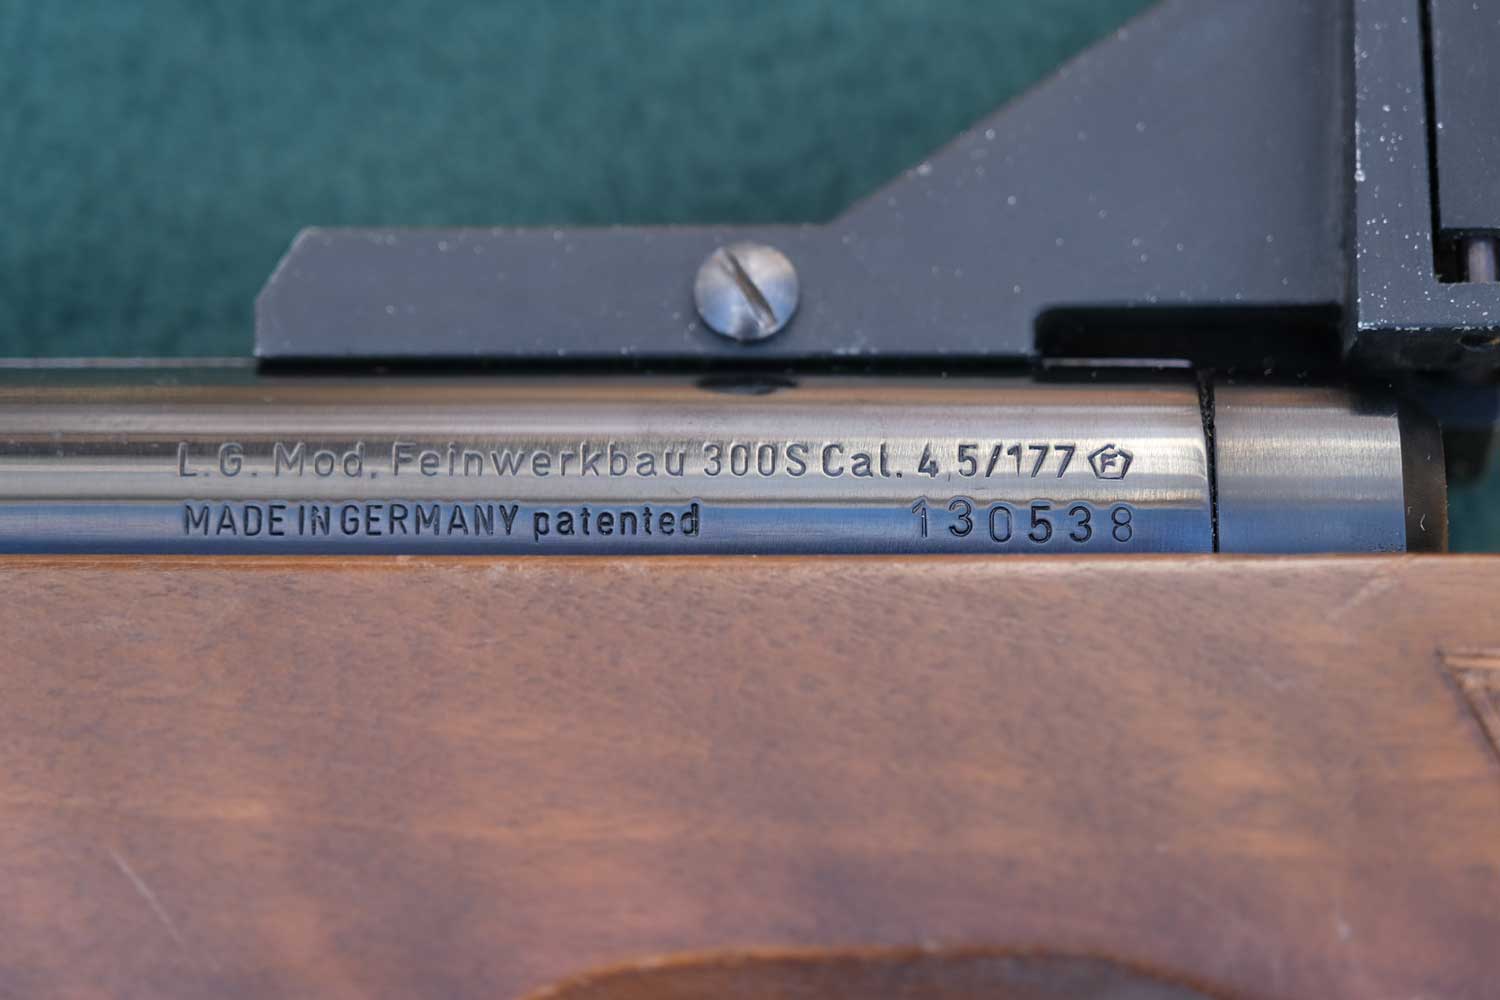 L.G. Mod. Feinwerkbau 300S Cal. 4,5/177 F
MADE IN GERMANY patented 130538